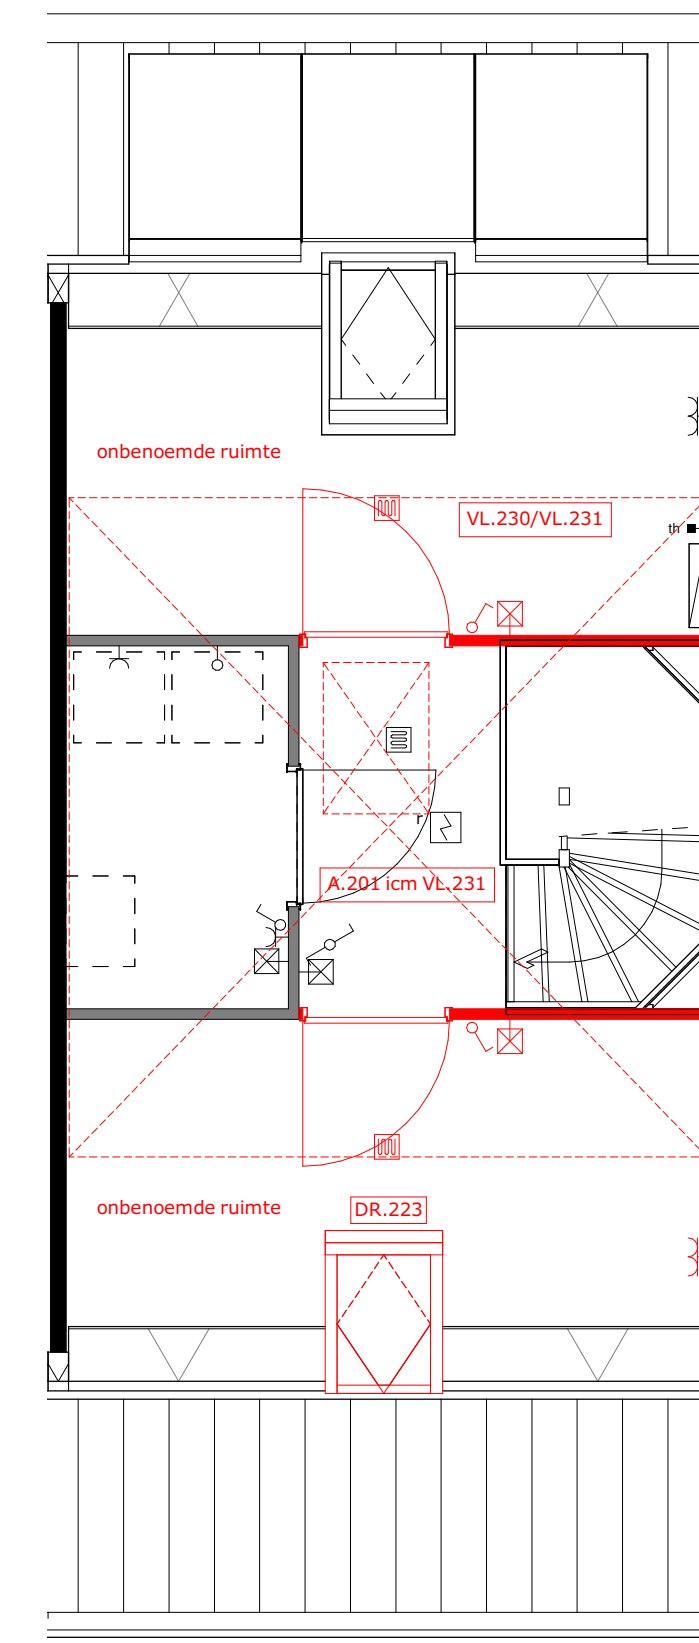 onbenoemde ruimte
VL.230/VL.231
th
r
A.201 icm VL.231
onbenoemde ruimte
DR.223